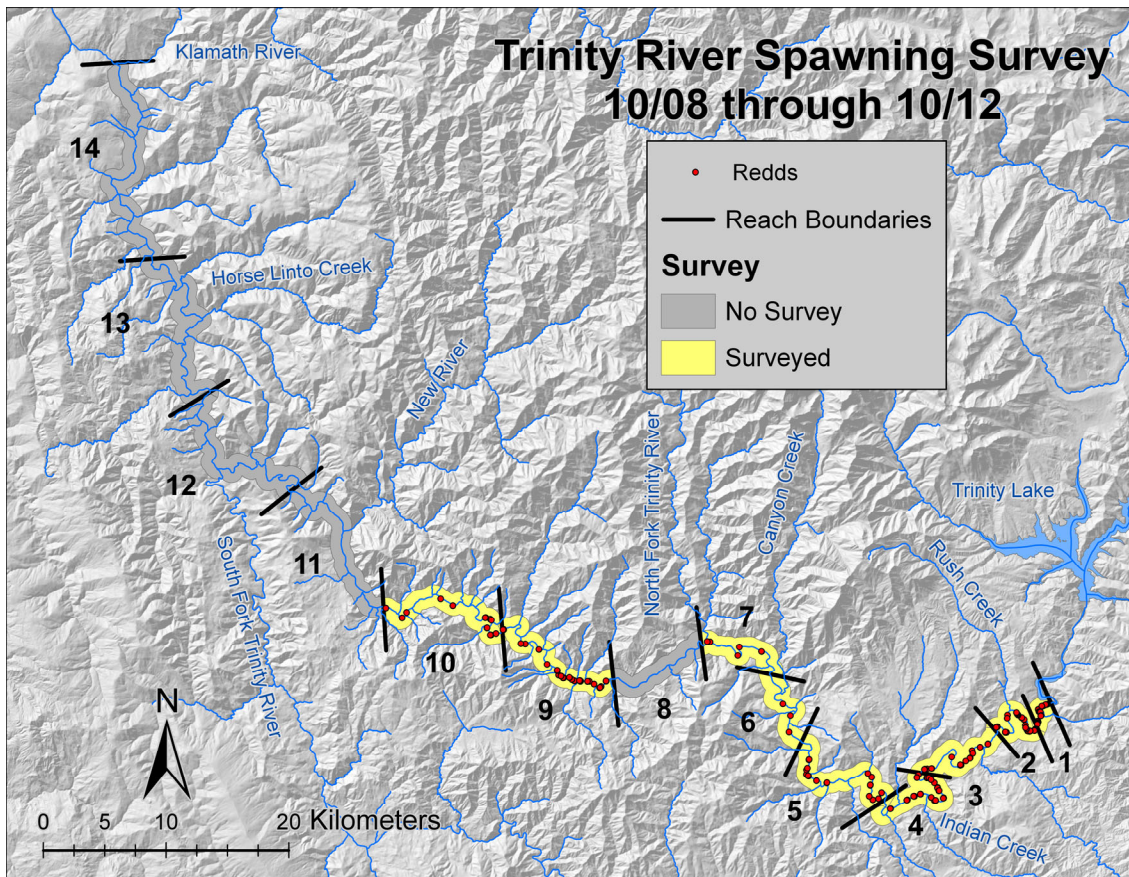 Trinity River Spawning Survey
10/08 through 10/12
Klamath River
Redds
Reach Boundaries
Survey
No Survey
Surveyed
14
Horse Linto Creek
13
New River
12
North Fork Trinity River
Canyon Creek
Trinity Lake
Rush Creek
South Fork Trinity River
11
10
9
8
7
6
5
4
3
2
1
Indian Creek
N
0 5 10 20 Kilometers